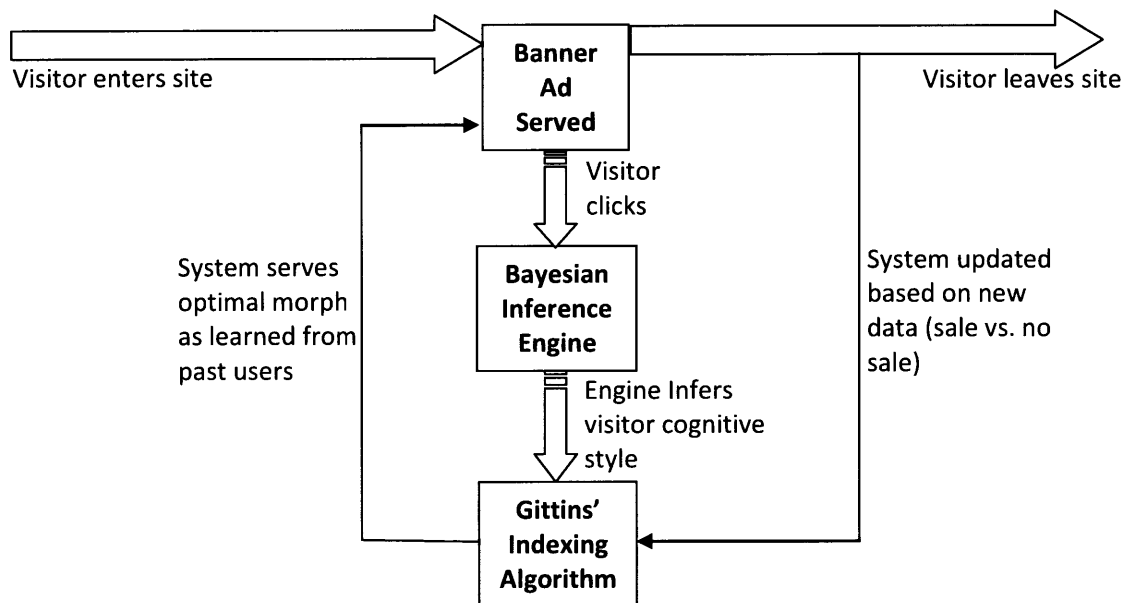 Banner
Ad
Served
Visitor enters site
Visitor leaves site
Visitor
clicks
System serves
optimal morph
as learned from
past users
Bayesian
Inference
Engine
System updated
based on new
data (sale vs. no
sale)
Engine Infers
visitor cognitive
style
Gittins’
Indexing
Algorithm